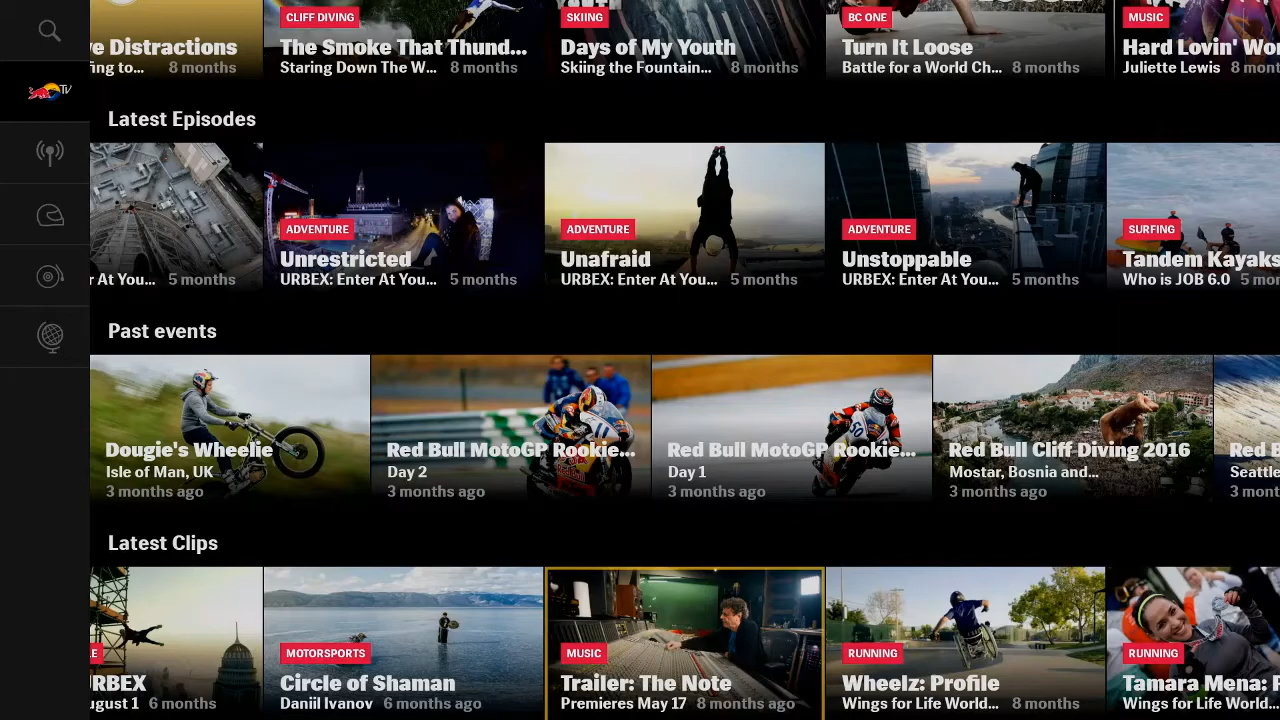 CLIFF DIVING
SKIING
BC ONE
MUSIC
e Distractions
The Smoke That Thund...
Days of My Youth
Turn It Loose
Hard Lovin' Wo
ing to... 8 months
Staring Down The W... 8 months
Skiing the Fountain... 8 months
Battle for a World Ch... 8 months
Juliette Lewis 8 mont
TV
Latest Episodes
ADVENTURE
ADVENTURE
ADVENTURE
SURFING
Unrestricted
Unafraid
Unstoppable
Tandem Kayaks
r At You... 5 months
URBEX: Enter At You... 5 months
URBEX: Enter At You... 5 months
URBEX: Enter At You... 5 months
Who is JOB 6.0 5 mon
Past events
Dougie's Wheelie
Red Bull MotoGP Rookie...
Red Bull MotoGP Rookie...
Red Bull Cliff Diving 2016
Red B
Isle of Man, UK
Day 2
Day 1
Mostar, Bosnia and...
Seattle
3 months ago
3 months ago
3 months ago
3 months ago
3 mont
Latest Clips
LE
MOTORSPORTS
MUSIC
RUNNING
RUNNING
URBEX
Circle of Shaman
Trailer: The Note
Wheelz: Profile
Tamara Mena: P
ugust 1 6 months
Daniil Ivanov 6 months ago
Premieres May 17 8 months ago
Wings for Life World... 8 months
Wings for Life World... 8 mont